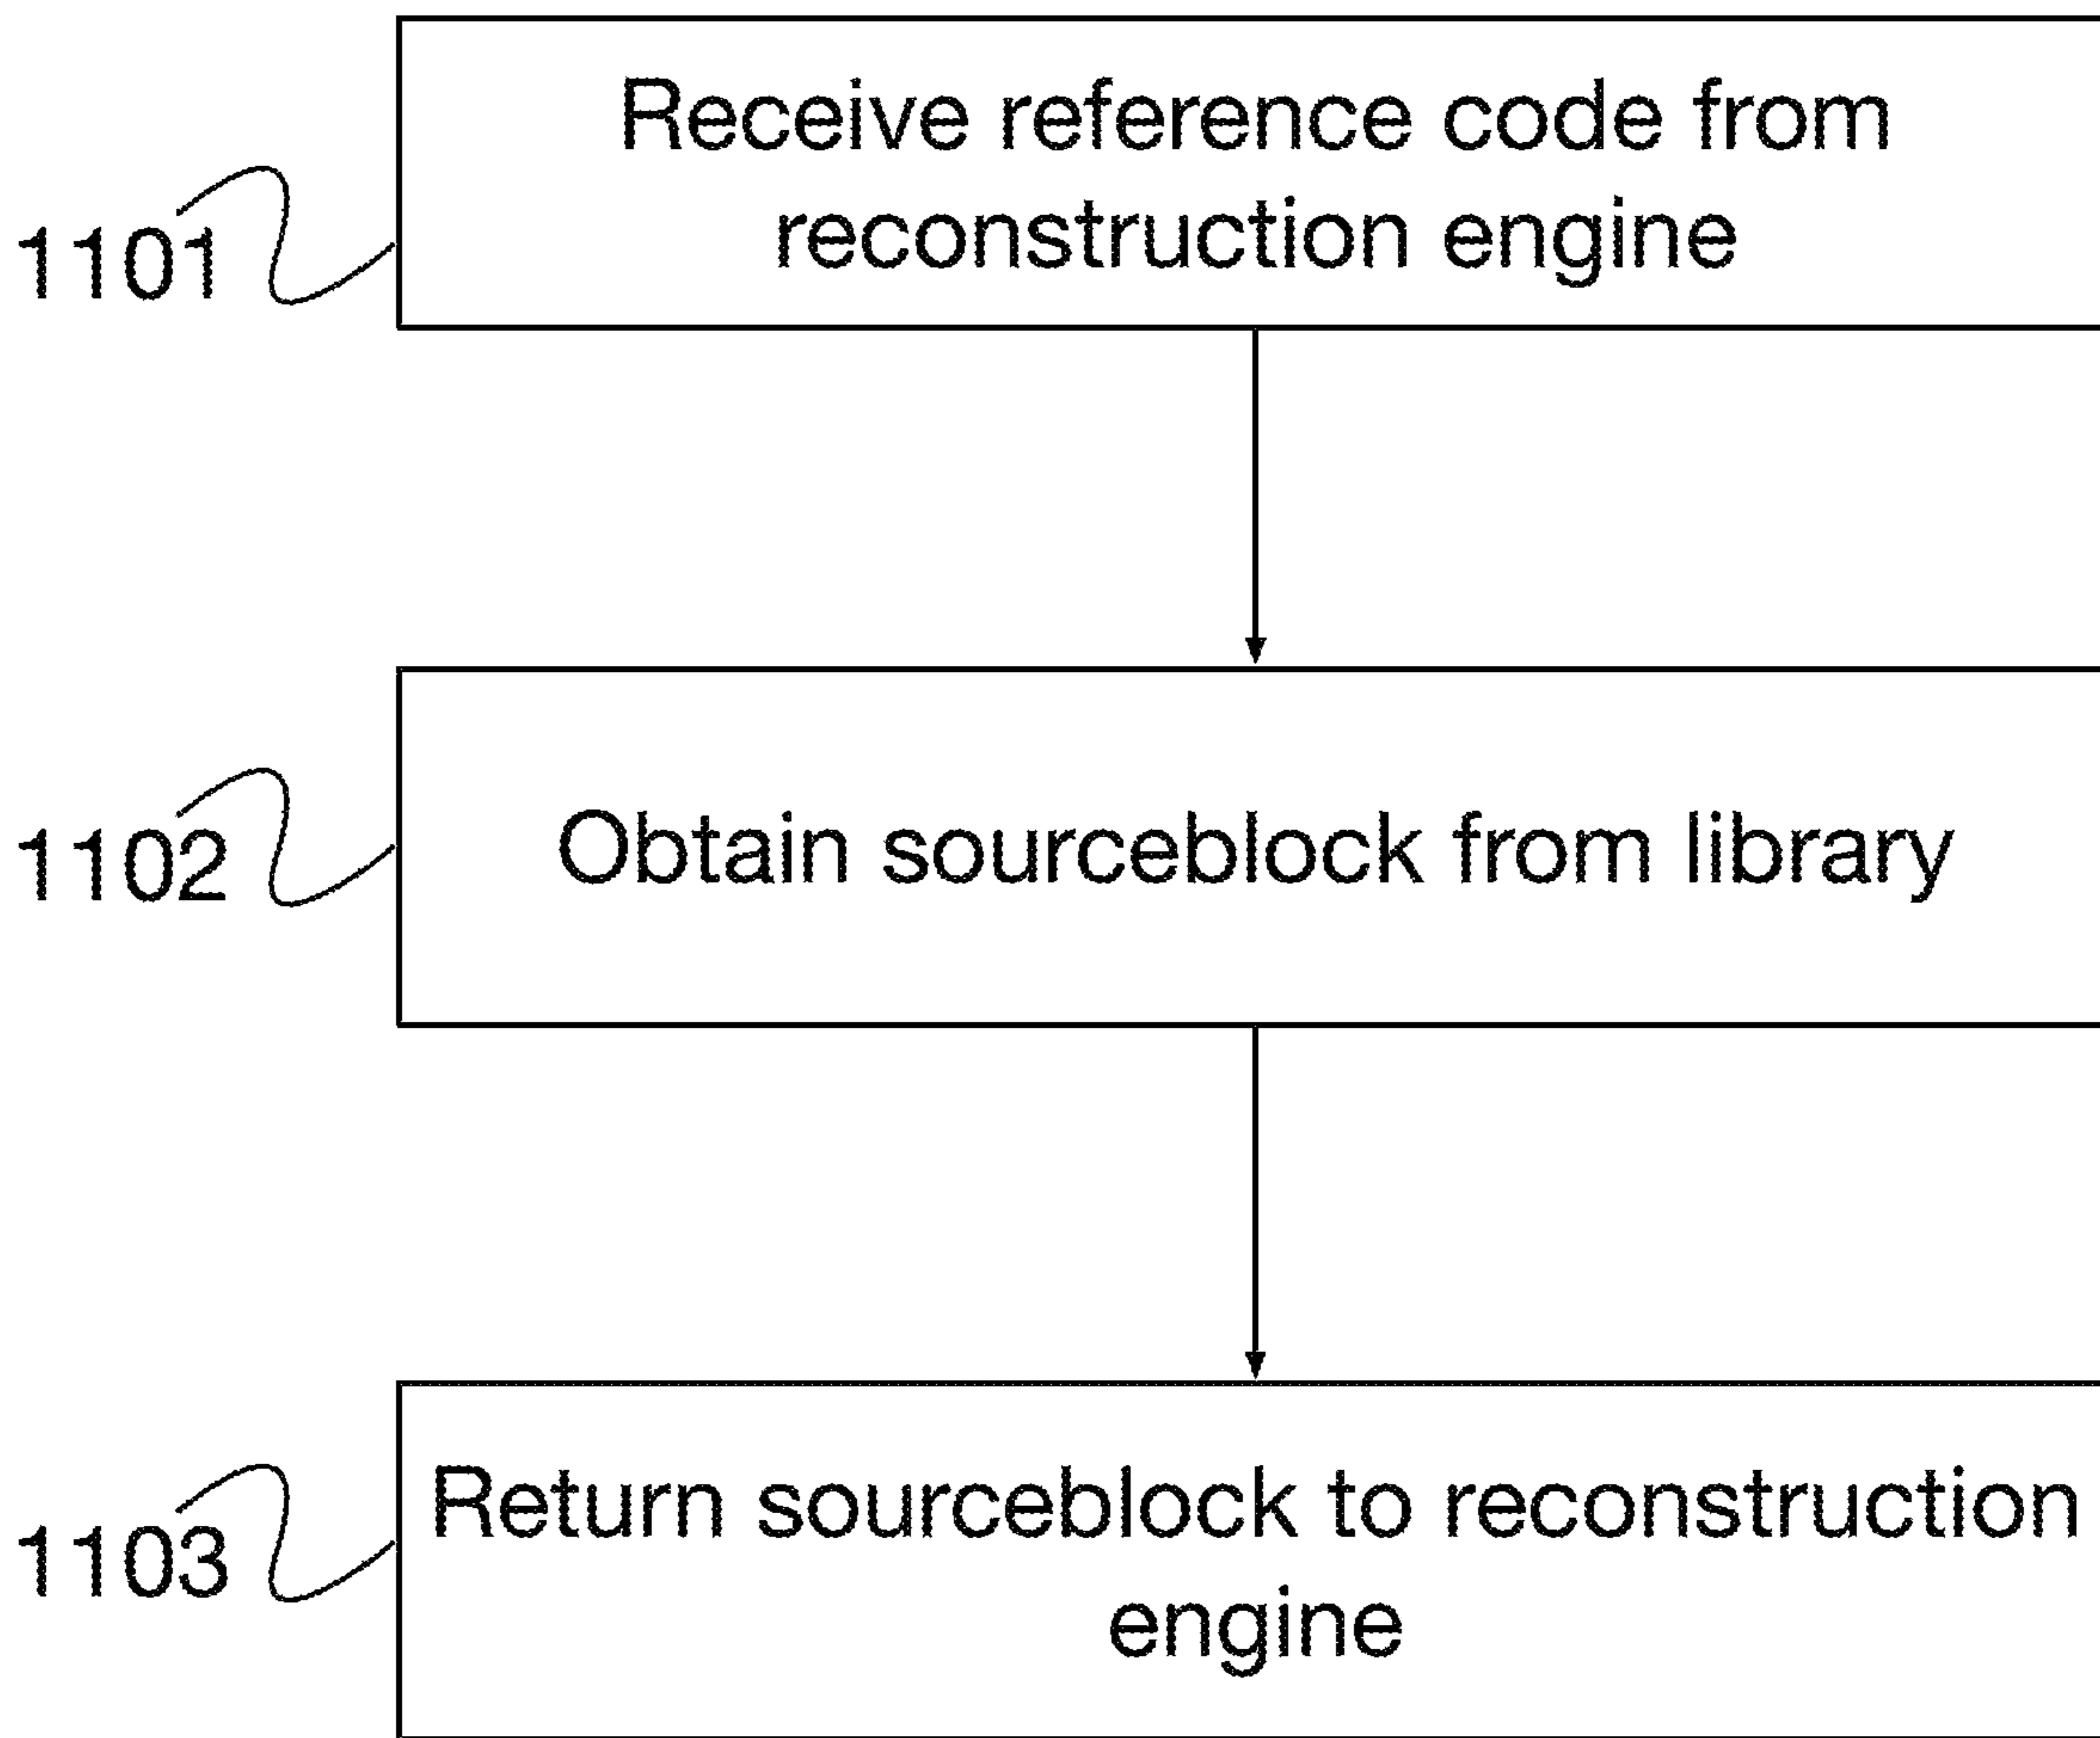 Receive reference code from
reconstruction engine
1101
Obtain sourceblock from library
1102
Return sourceblock to reconstruction
engine
1103